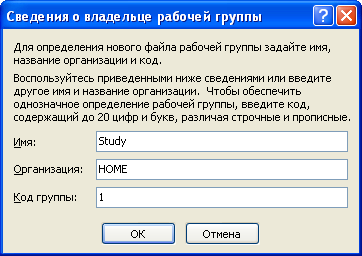 Сведения о владельце рабочей группы
Для определения нового файла рабочей группы задайте имя,
название организации и код.
Воспользуйтесь приведенными ниже сведениями или введите
другое имя и название организации. Чтобы обеспечить
однозначное определение рабочей группы, введите код,
содержащий до 20 цифр и букв, различая строчные и прописные.
Имя: Study
Организация: HOME
Код группы: 1
ОК Отмена